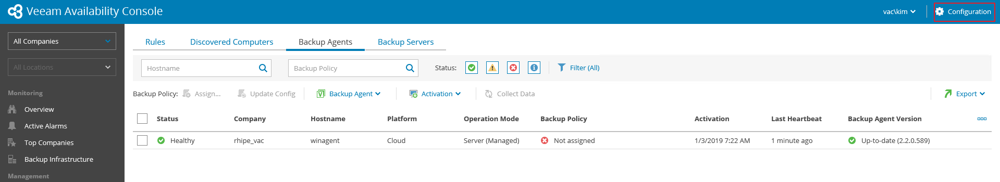 Veeam Availability Console
vac\kim
Configuration
All Companies
All Locations
Monitoring
Overview
Active Alarms
Top Companies
Backup Infrastructure
Management
Rules Discovered Computers Backup Agents Backup Servers
Hostname Backup Policy Status: Filter (All)
Backup Policy: Assign... Update Config Backup Agent Activation Collect Data Export
Status Company Hostname Platform Operation Mode Backup Policy Activation Last Heartbeat Backup Agent Version
Healthy rhipe_vac winagent Cloud Server (Managed) Not assigned 1/3/2019 7:22 AM 1 minute ago Up-to-date (2.2.0.589)